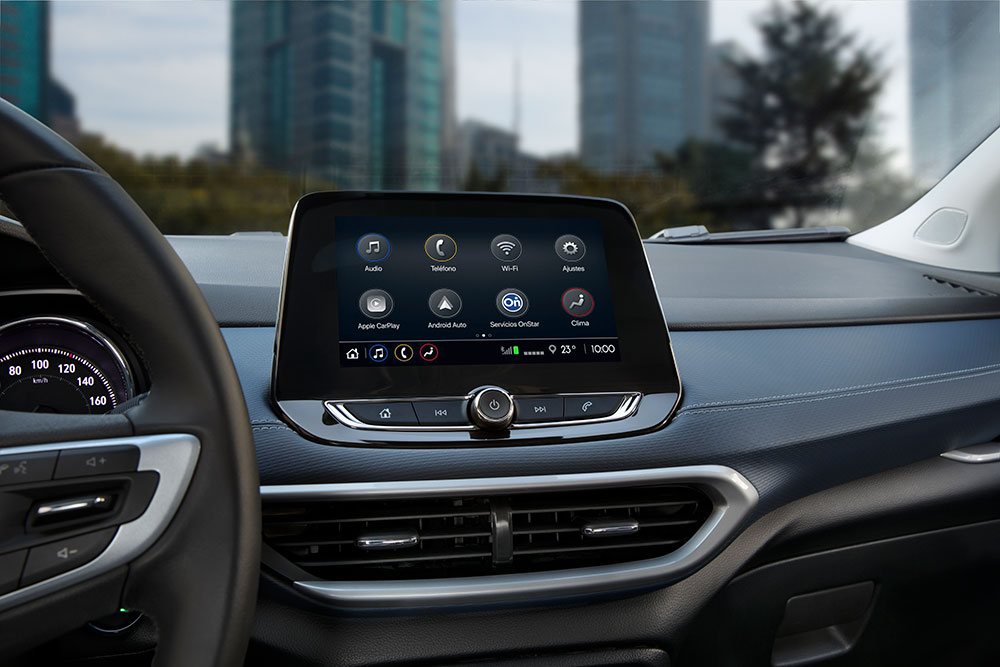 Audio Teléfono Wi-Fi Ajustes
Apple CarPlay Android Auto On Servicios OnStar Clima
23° 10:00
80 100 120 140 160
km/h